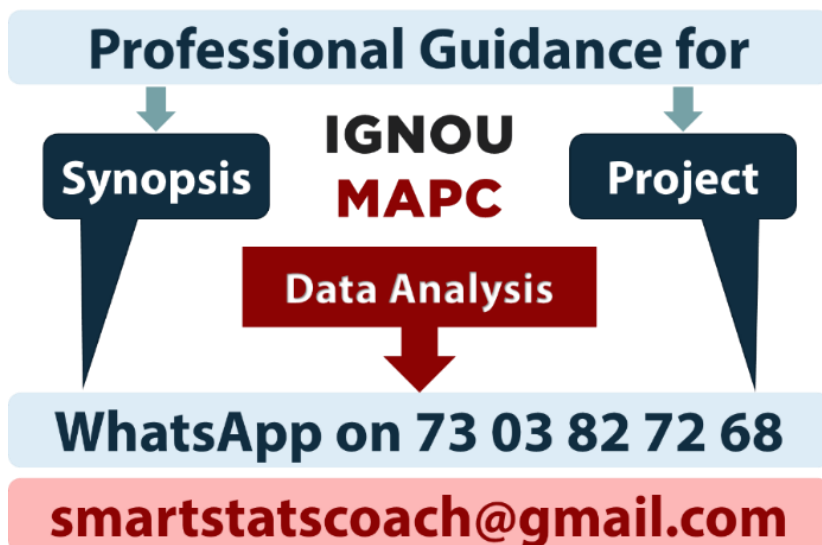 Professional Guidance for
Synopsis
IGNOU
MAPC
Project
Data Analysis
WhatsApp on 73 03 82 72 68
smartstatscoach@gmail.com